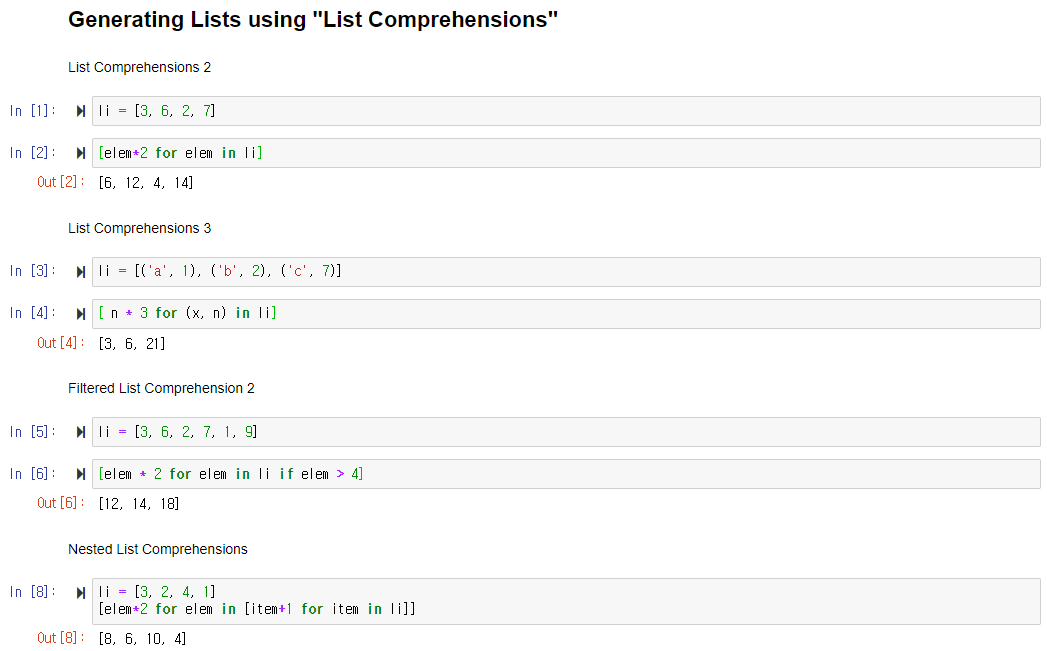 Generating Lists using "List Comprehensions"
List Comprehensions 2
In [1]: li = [3, 6, 2, 7]
In [2]: [elem*2 for elem in li]
Out[2]: [6, 12, 4, 14]
List Comprehensions 3
In [3]: li = [('a', 1), ('b', 2), ('c', 7)]
In [4]: [ n * 3 for (x, n) in li]
Out[4]: [3, 6, 21]
Filtered List Comprehension 2
In [5]: li = [3, 6, 2, 7, 1, 9]
In [6]: [elem * 2 for elem in li if elem > 4]
Out[6]: [12, 14, 18]
Nested List Comprehensions
In [8]: li = [3, 2, 4, 1]
[elem*2 for elem in [item+1 for item in li]]
Out[8]: [8, 6, 10, 4]